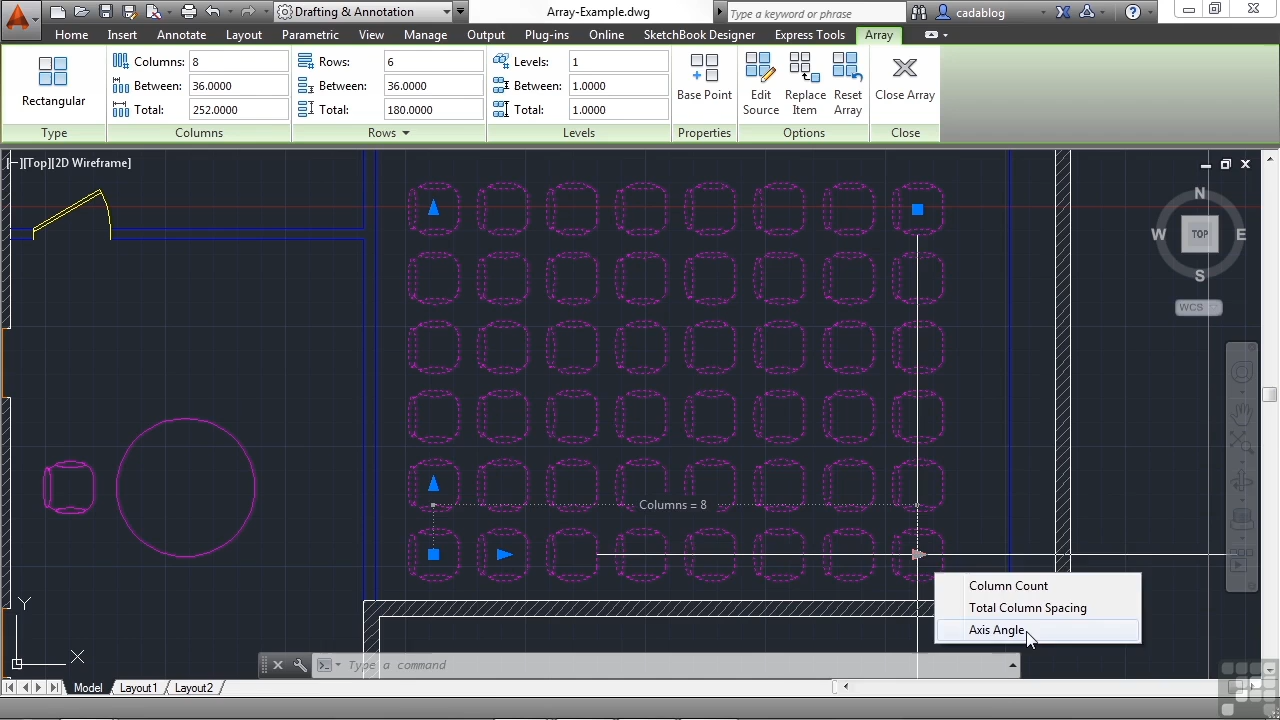 Drafting & Annotation
Array-Example.dwg
Type a keyword or phrase
cadablog
Home Insert Annotate Layout Parametric View Manage Output Plug-ins Online SketchBook Designer Express Tools Array
Columns: 8
Between: 36.0000
Total: 252.0000
Rows: 6
Between: 36.0000
Total: 180.0000
Levels: 1
Between: 1.0000
Total: 1.0000
Rectangular
Base Point
Edit Source
Replace Item
Reset Array
Close Array
Type Columns Rows Levels Properties Options Close
[−][Top][2D Wireframe]
N
W TOP E
S
WCS
Columns = 8
Column Count
Total Column Spacing
Axis Angle
Y
X
Type a command
Model Layout1 Layout2